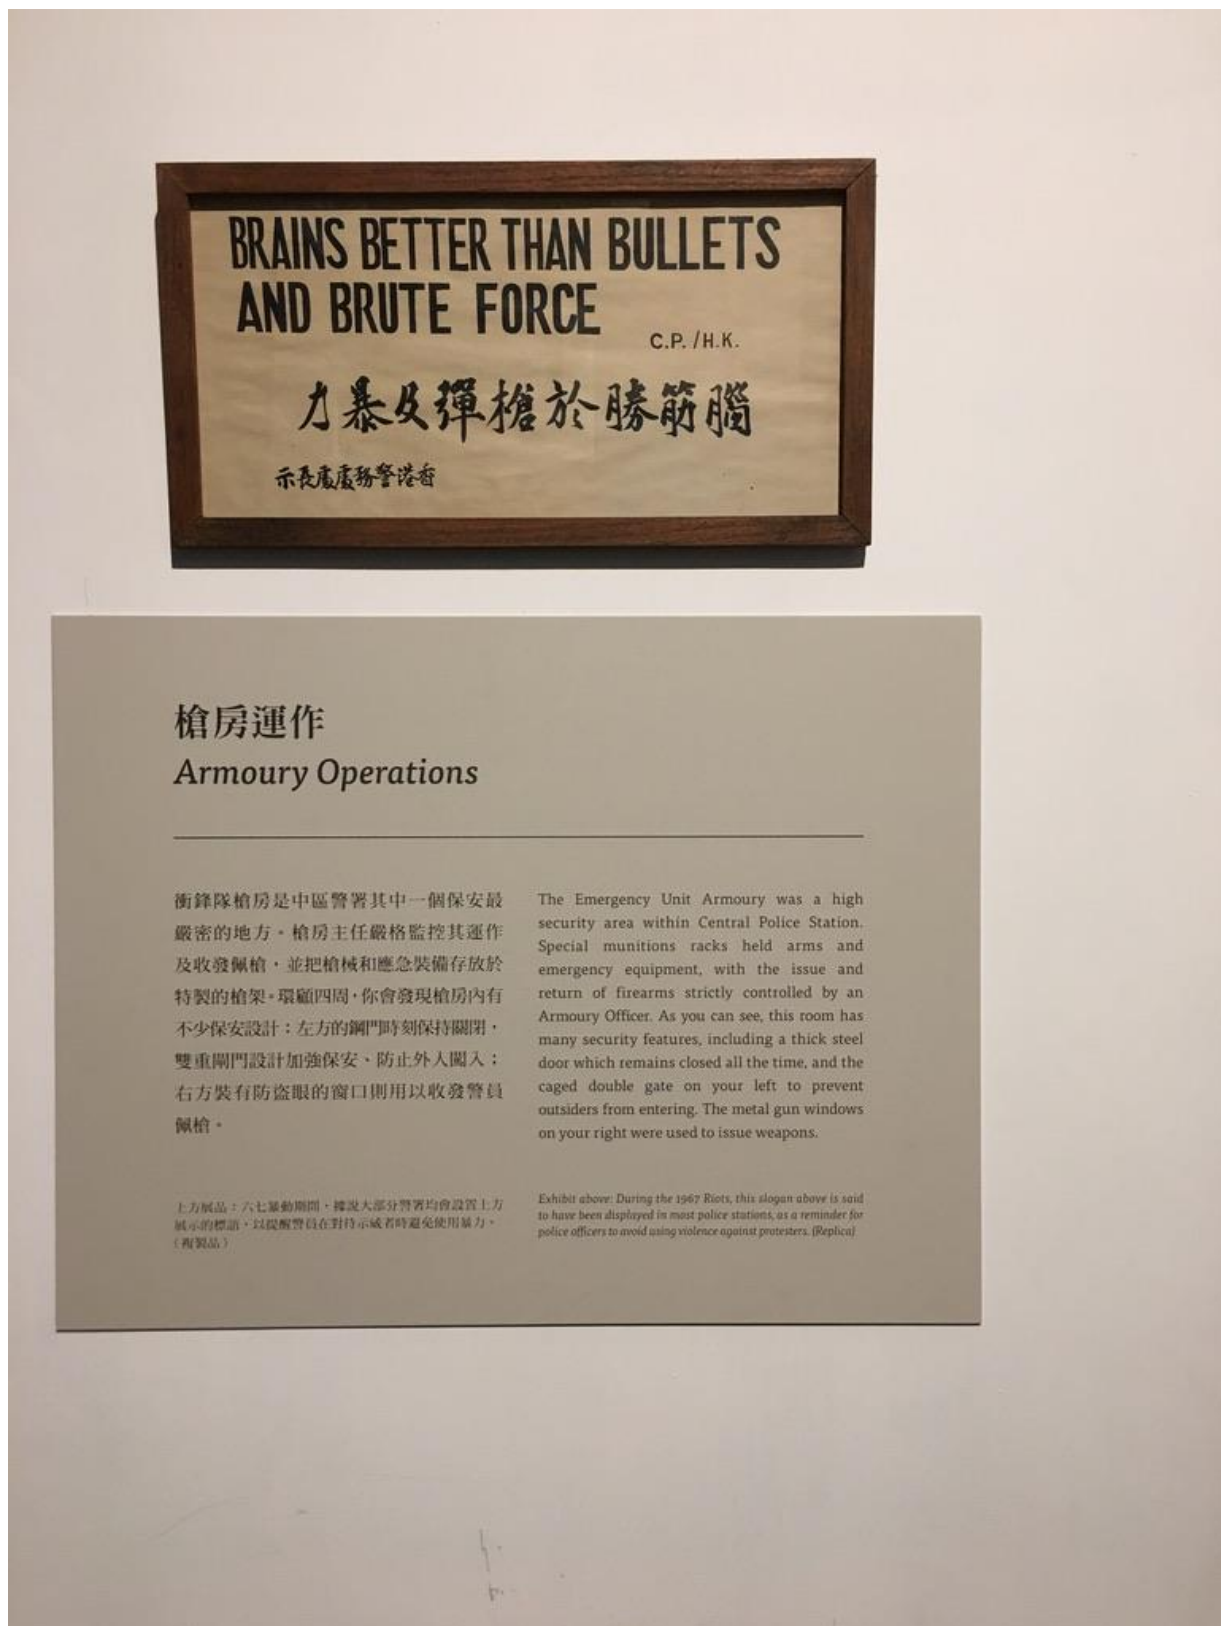 BRAINS BETTER THAN BULLETS
AND BRUTE FORCE
C.P. /H.K.
腦筋勝於槍彈及暴力
香港警務處處長示
槍房運作
Armoury Operations
衝鋒隊槍房是中區警署其中一個保安最
嚴密的地方。槍房主任嚴格監控其運作
及收發佩槍，並把槍械和應急裝備存放於
特製的槍架。環顧四周，你會發現槍房內有
不少保安設計：左方的鋼門時刻保持關閉，
雙重閘門設計加強保安、防止外人闖入；
右方裝有防盜眼的窗口則用以收發警員
佩槍。
上方展品：六七暴動期間，據說大部分警署均會設置上方
展示的標語，以提醒警員在對待示威者時避免使用暴力。
（複製品）
The Emergency Unit Armoury was a high
security area within Central Police Station.
Special munitions racks held arms and
emergency equipment, with the issue and
return of firearms strictly controlled by an
Armoury Officer. As you can see, this room has
many security features, including a thick steel
door which remains closed all the time, and the
caged double gate on your left to prevent
outsiders from entering. The metal gun windows
on your right were used to issue weapons.
Exhibit above: During the 1967 Riots, this slogan above is said
to have been displayed in most police stations, as a reminder for
police officers to avoid using violence against protesters. (Replica)